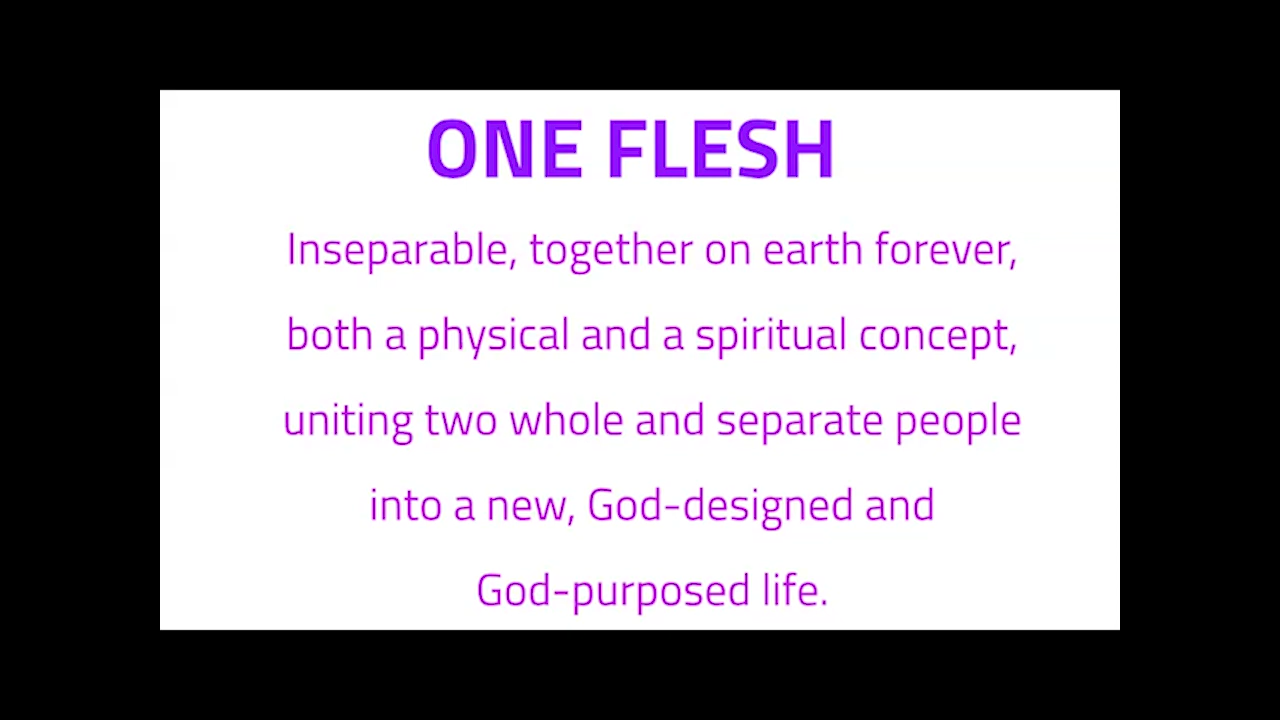 ONE FLESH
Inseparable, together on earth forever,
both a physical and a spiritual concept,
uniting two whole and separate people
into a new, God-designed and
God-purposed life.